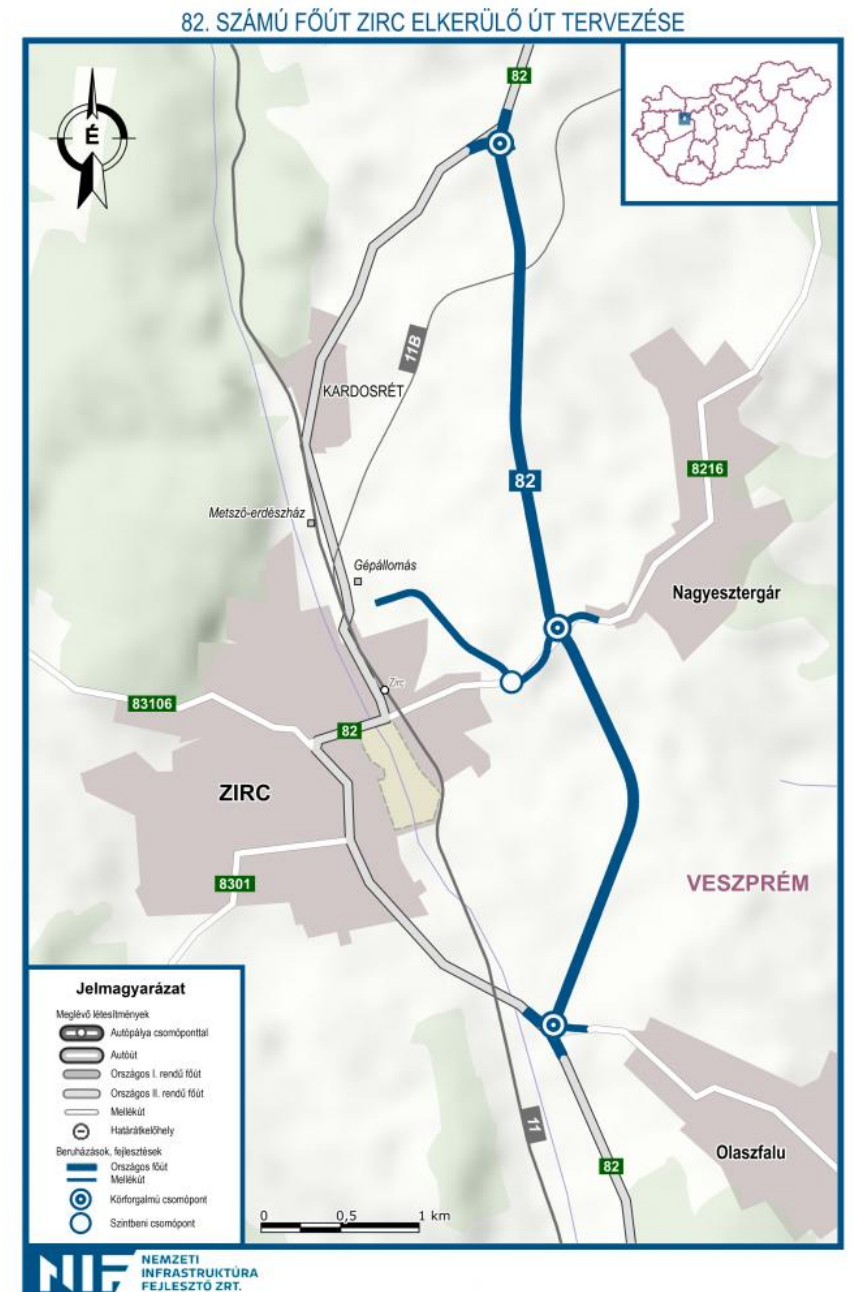 82. SZÁMÚ FŐÚT ZIRC ELKERÜLŐ ÚT TERVEZÉSE
82
É
11B
KARDOSRÉT
8216
82
Metsző-erdészház
Gépállomás
Nagyesztergár
Zirc
83106
82
ZIRC
8301
VESZPRÉM
11
Olaszfalu
82
Jelmagyarázat
Meglévő létesítmények
Autópálya csomóponttal
Autóút
Országos I. rendű főút
Országos II. rendű főút
Mellékút
Határátkelőhely
Beruházások, fejlesztések
Országos főút
Mellékút
Körforgalmú csomópont
Szintbeni csomópont
0 0,5 1 km
NIF NEMZETI
INFRASTRUKTÚRA
FEJLESZTŐ ZRT.